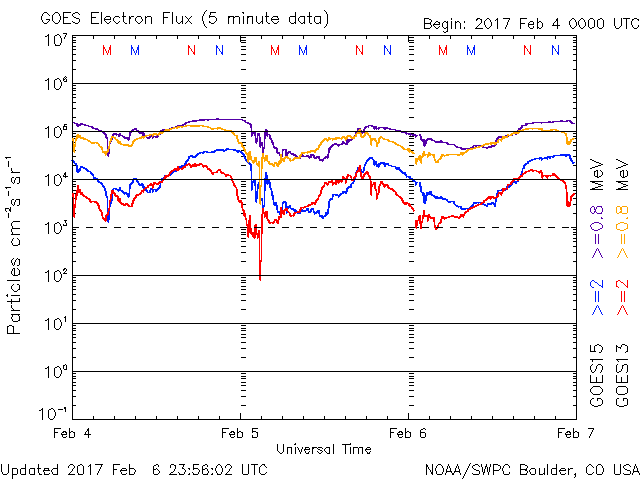 GOES Electron Flux (5 minute data)
Begin: 2017 Feb 4 0000 UTC
10⁷
M M N N M M N N M M N N
10⁶
10⁵
10⁴
10³
10²
10¹
10⁰
10⁻¹
Particles cm⁻²s⁻¹sr⁻¹
Feb 4 Feb 5 Feb 6 Feb 7
Universal Time
GOES15 >=2 >=0.8 MeV
GOES13 >=2 >=0.8 MeV
Updated 2017 Feb 6 23:56:02 UTC
NOAA/SWPC Boulder, CO USA